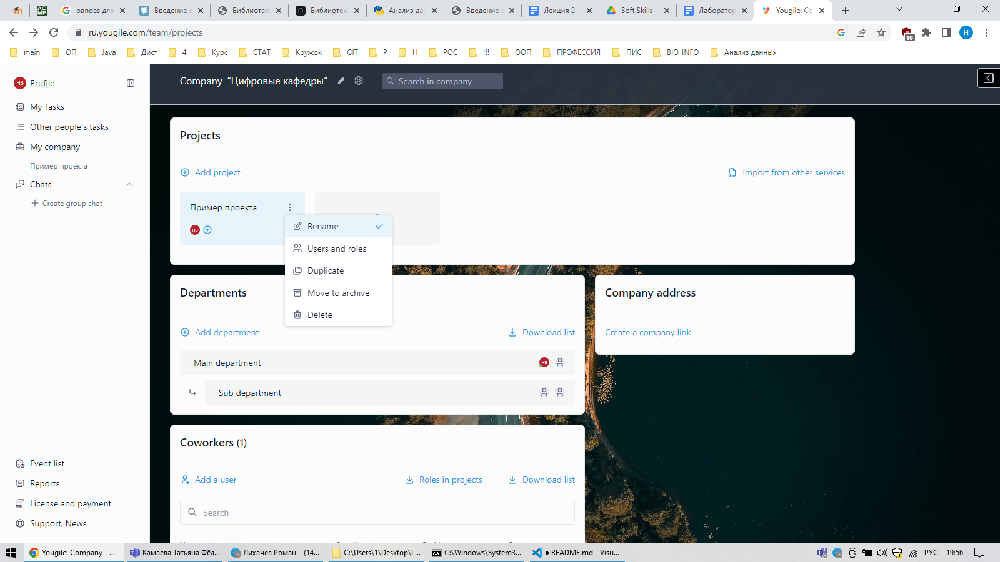 pandas для
Введение в
Библиотек
Библиотек
Анализ дан
Введение в
Лекция 2 -
Soft Skills –
Лаборатор
Yougile: Co
ru.yougile.com/team/projects
10
H
main
ОП
Java
Дист
4
Курс
СТАТ
Кружок
GIT
P
H
РОС
!!!
ООП
ПРОФЕССИЯ
ПИС
BIO_INFO
Анализ данных
HB Profile
Company “Цифровые кафедры”
Search in company
My Tasks
Other people's tasks
My company
Пример проекта
Chats
Create group chat
Projects
Add project
Import from other services
Пример проекта
HB
Rename
Users and roles
Duplicate
Move to archive
Delete
Departments
Add department
Download list
Main department
HB
Sub department
Company address
Create a company link
Coworkers (1)
Add a user
Roles in projects
Download list
Search
Event list
Reports
License and payment
Support, News
Yougile: Company - ...
Камаева Татьяна Фёд...
Лихачев Роман – (14...
C:\Users\1\Desktop\L...
C:\Windows\System3...
● README.md - Visu...
РУС
19:56